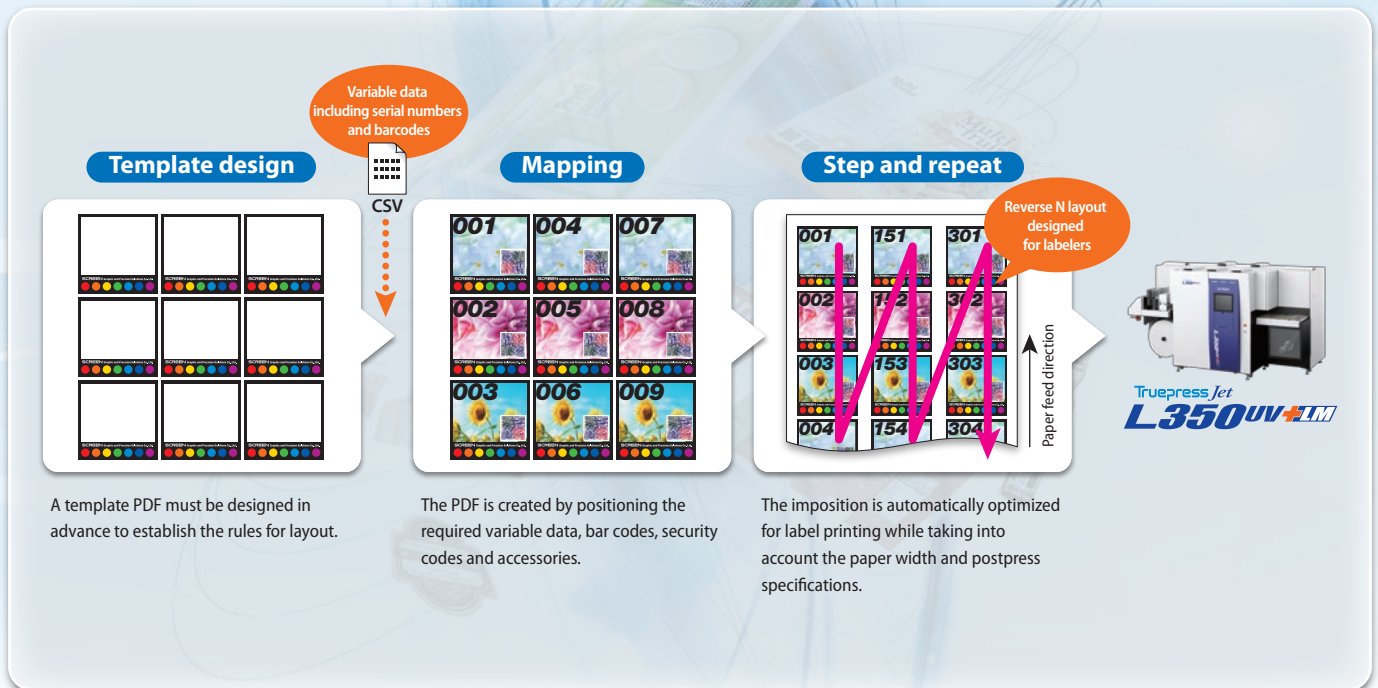 Variable data
including serial numbers
and barcodes
Template design
CSV
Mapping
Step and repeat
Reverse N layout
designed
for labelers
001 004 007
002 005 008
003 006 009
001 151 301
002 152 302
003 153 303
004 154 304
Paper feed direction
Truepress Jet
L350UV+LM
A template PDF must be designed in
advance to establish the rules for layout.
The PDF is created by positioning the
required variable data, bar codes, security
codes and accessories.
The imposition is automatically optimized
for label printing while taking into
account the paper width and postpress
specifications.